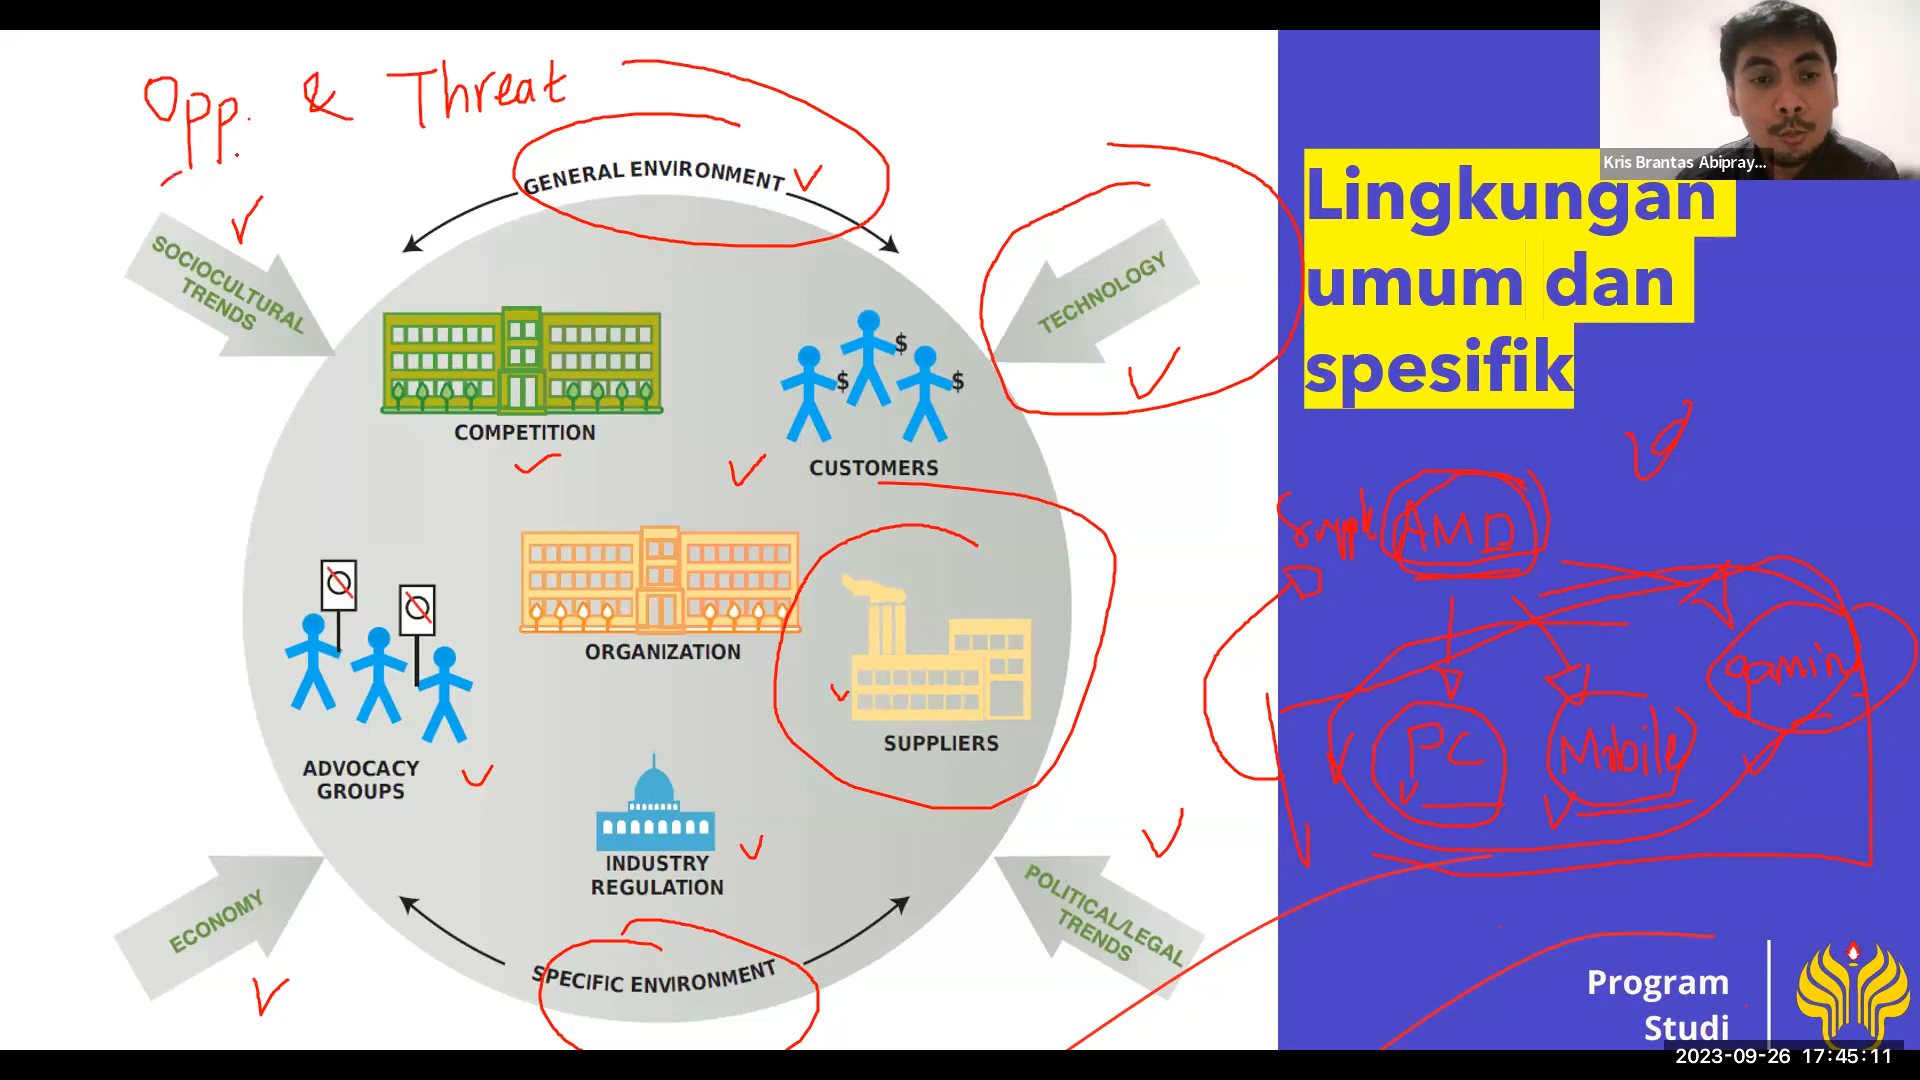 Opp. & Threat
GENERAL ENVIRONMENT
SOCIOCULTURAL
TRENDS
TECHNOLOGY
COMPETITION
$
$
$
CUSTOMERS
ORGANIZATION
SUPPLIERS
ADVOCACY
GROUPS
INDUSTRY
REGULATION
ECONOMY
POLITICAL/LEGAL
TRENDS
SPECIFIC ENVIRONMENT
Kris Brantas Abipray...
Lingkungan
umum dan
spesifik
AMD
PC
Mobile
Program
Studi
2023-09-26 17:45:11